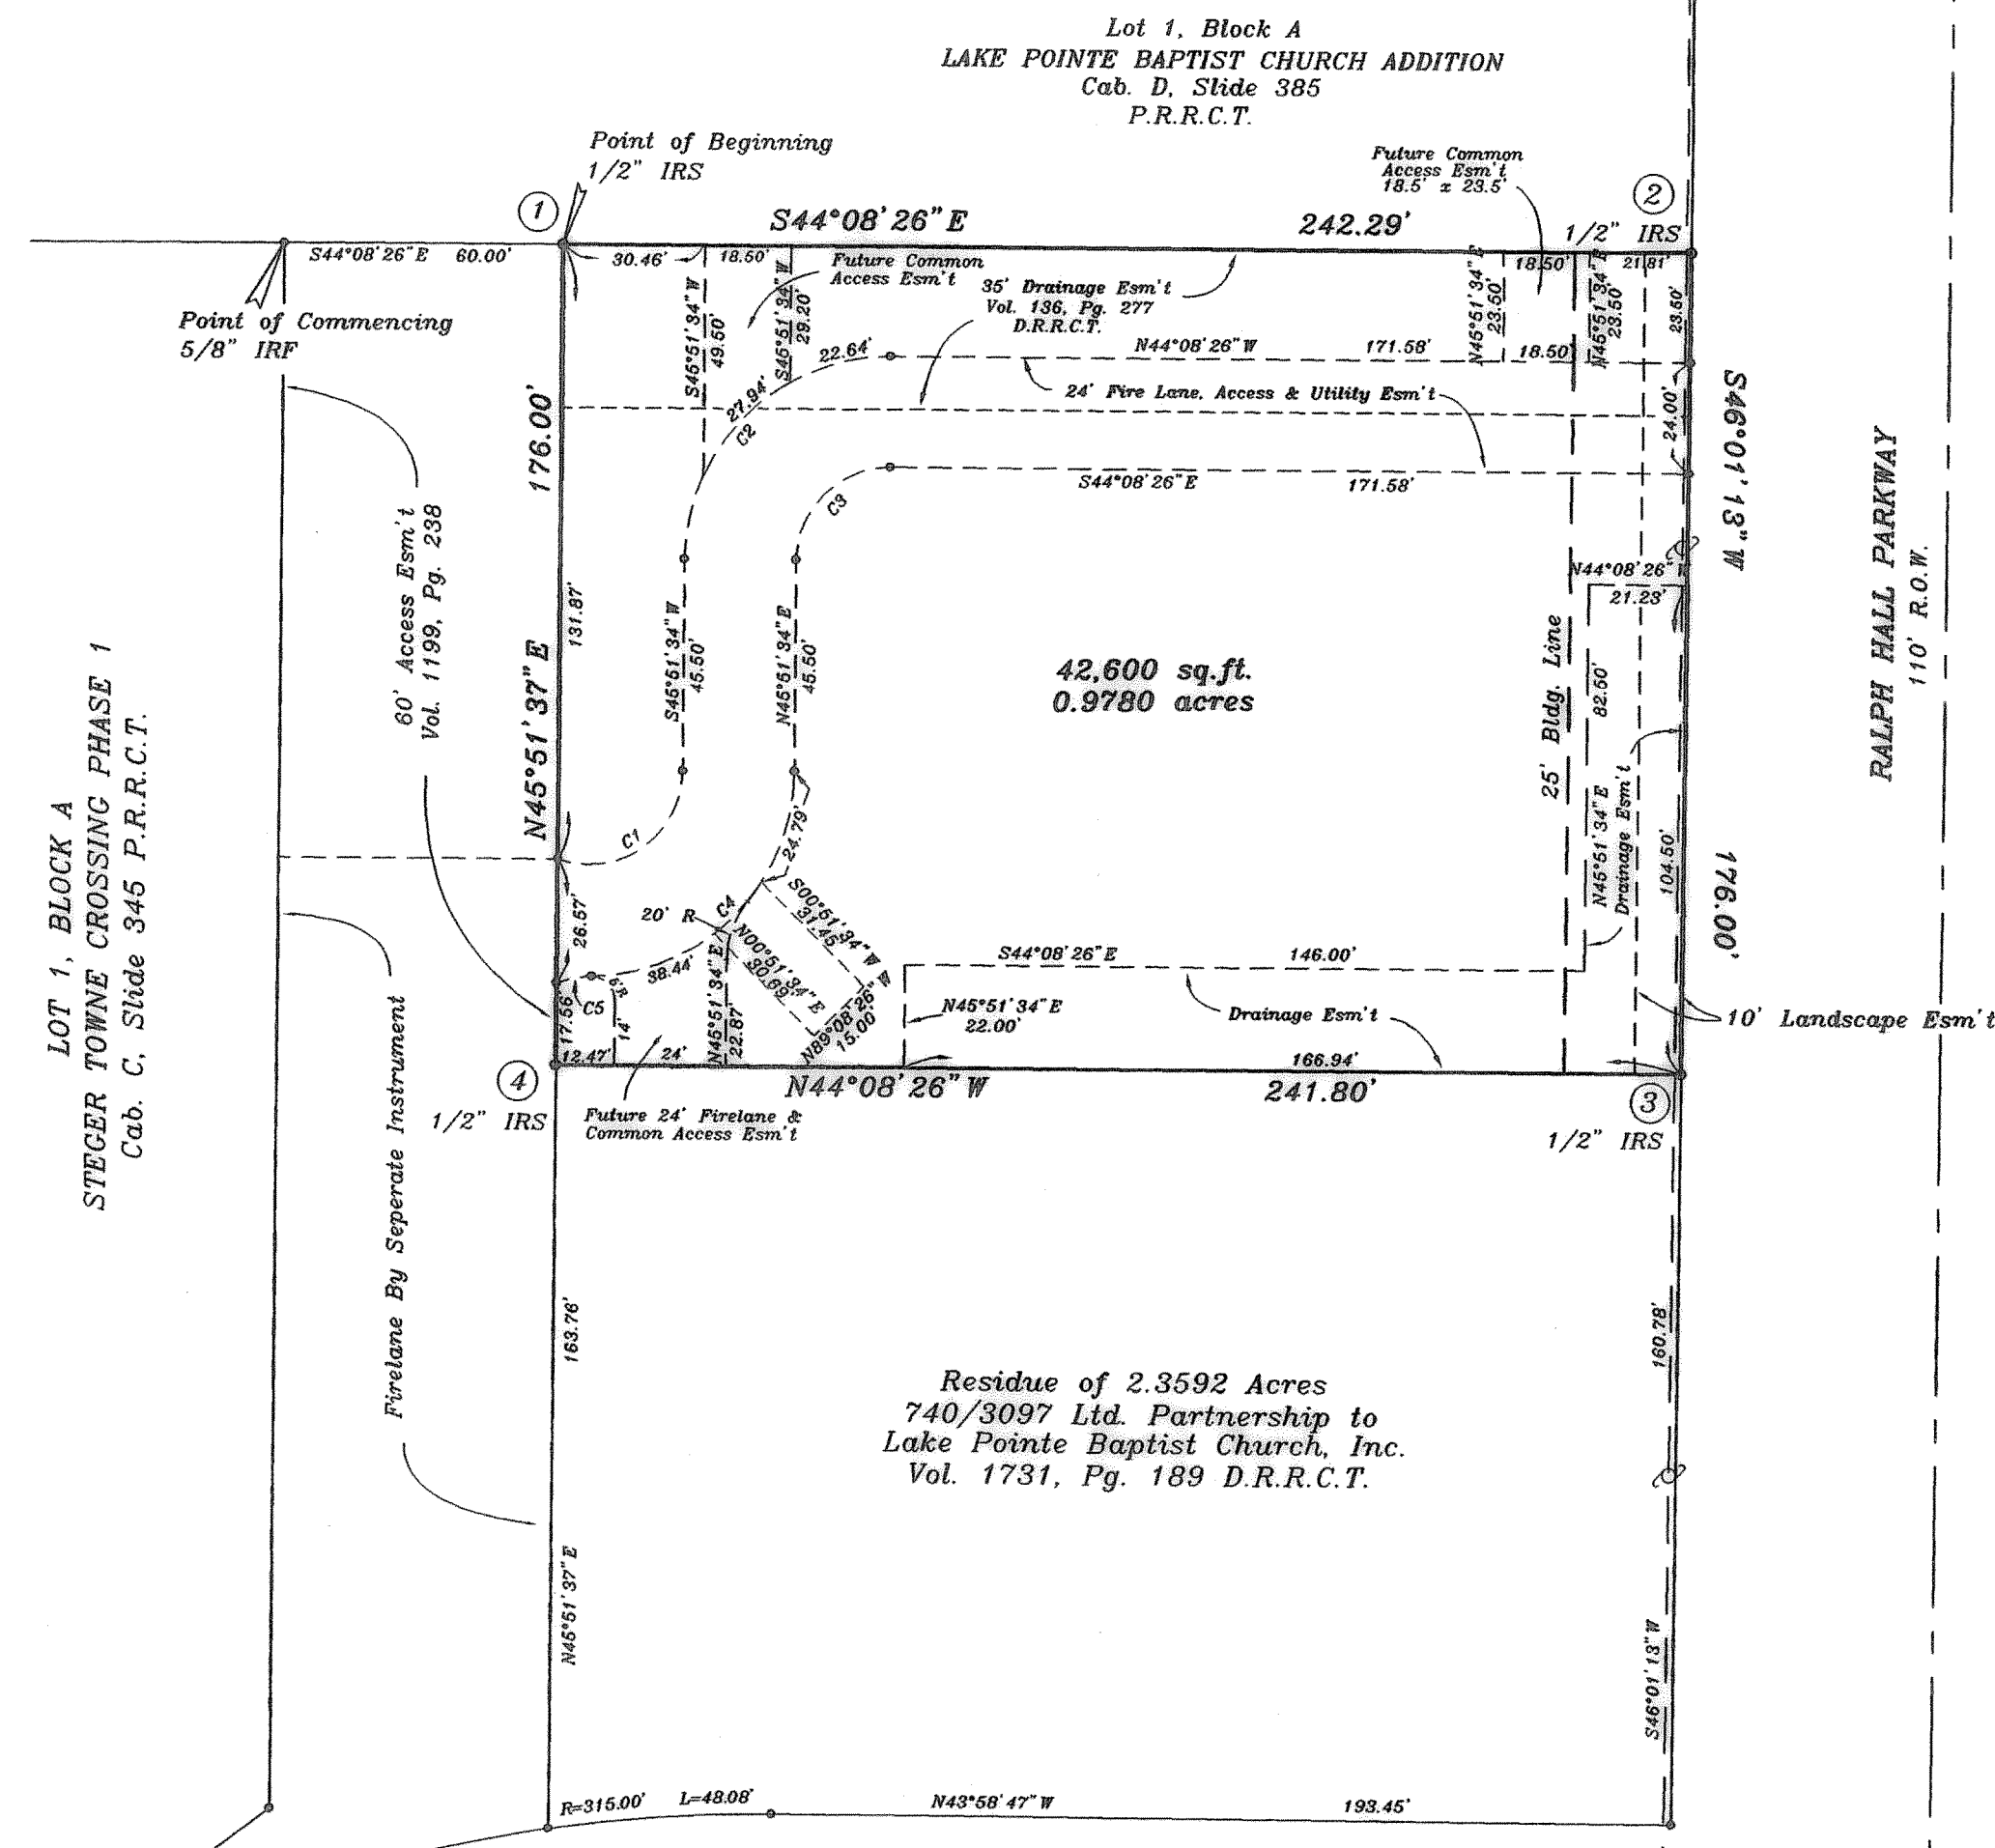 Lot 1, Block A
LAKE POINTE BAPTIST CHURCH ADDITION
Cab. D, Slide 385
P.R.R.C.T.
Point of Beginning
1/2" IRS
Future Common
Access Esm't
18.5' x 23.5'
1
2
S44°08'26"E
242.29'
1/2" IRS
S44°08'26"E 60.00'
30.46'
18.50'
Future Common
Access Esm't
35' Drainage Esm't
Vol. 136, Pg. 277
D.R.R.C.T.
18.50'
21.81'
Point of Commencing
5/8" IRF
S45°51'34"W
49.50'
S45°51'34"W
29.20'
N45°51'34"E
23.50'
N45°51'34"E
23.50'
23.50'
22.64'
N44°08'26"W
171.58'
18.50'
27.94'
C2
24' Fire Lane, Access & Utility Esm't
24.00'
176.00'
S46°01'13"W
C3
S44°08'26"E
171.58'
60' Access Esm't
Vol. 1199, Pg. 238
RALPH HALL PARKWAY
110' R.O.W.
N44°08'26"
21.23'
131.87'
S45°51'34"W
45.50'
N45°51'34"E
45.50'
42,600 sq.ft.
0.9780 acres
25' Bldg. Line
82.50'
N45°51'37"E
LOT 1, BLOCK A
STEGER TOWNE CROSSING PHASE 1
Cab. C, Slide 345 P.R.R.C.T.
N45°51'34"E
Drainage Esm't
104.50'
176.00'
C1
24.79'
20' R
C4
S00°51'34"W
31.45'
N00°51'34"E
30.69'
N89°08'26"W
15.00'
26.57'
38.44'
S44°08'26"E
146.00'
N45°51'34"E
22.00'
Drainage Esm't
10' Landscape Esm't
C5
6'R
14'
17.56'
N45°51'34"E
22.87'
12.47'
24'
166.94'
4
N44°08'26"W
241.80'
3
1/2" IRS
1/2" IRS
Future 24' Firelane &
Common Access Esm't
Firelane By Seperate Instrument
163.76'
160.78'
Residue of 2.3592 Acres
740/3097 Ltd. Partnership to
Lake Pointe Baptist Church, Inc.
Vol. 1731, Pg. 189 D.R.R.C.T.
N45°51'37"E
S46°01'13"W
R=315.00'
L=48.08'
N43°58'47"W
193.45'